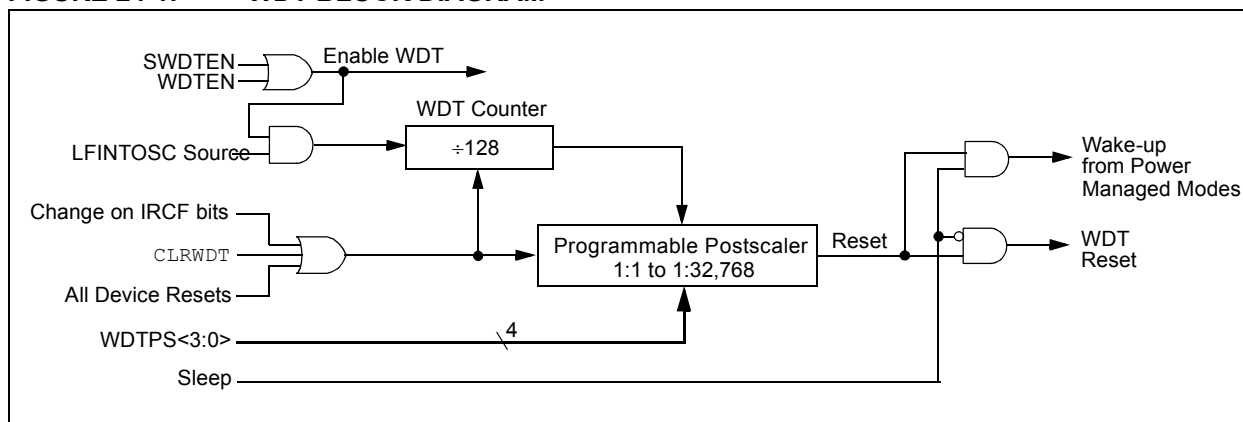 SWDTEN
WDTEN
Enable WDT
WDT Counter
LFINTOSC Source
÷128
Wake-up
from Power
Managed Modes
Change on IRCF bits
CLRWDT
All Device Resets
Programmable Postscaler
1:1 to 1:32,768
Reset
WDT
Reset
WDTPS<3:0>
4
Sleep